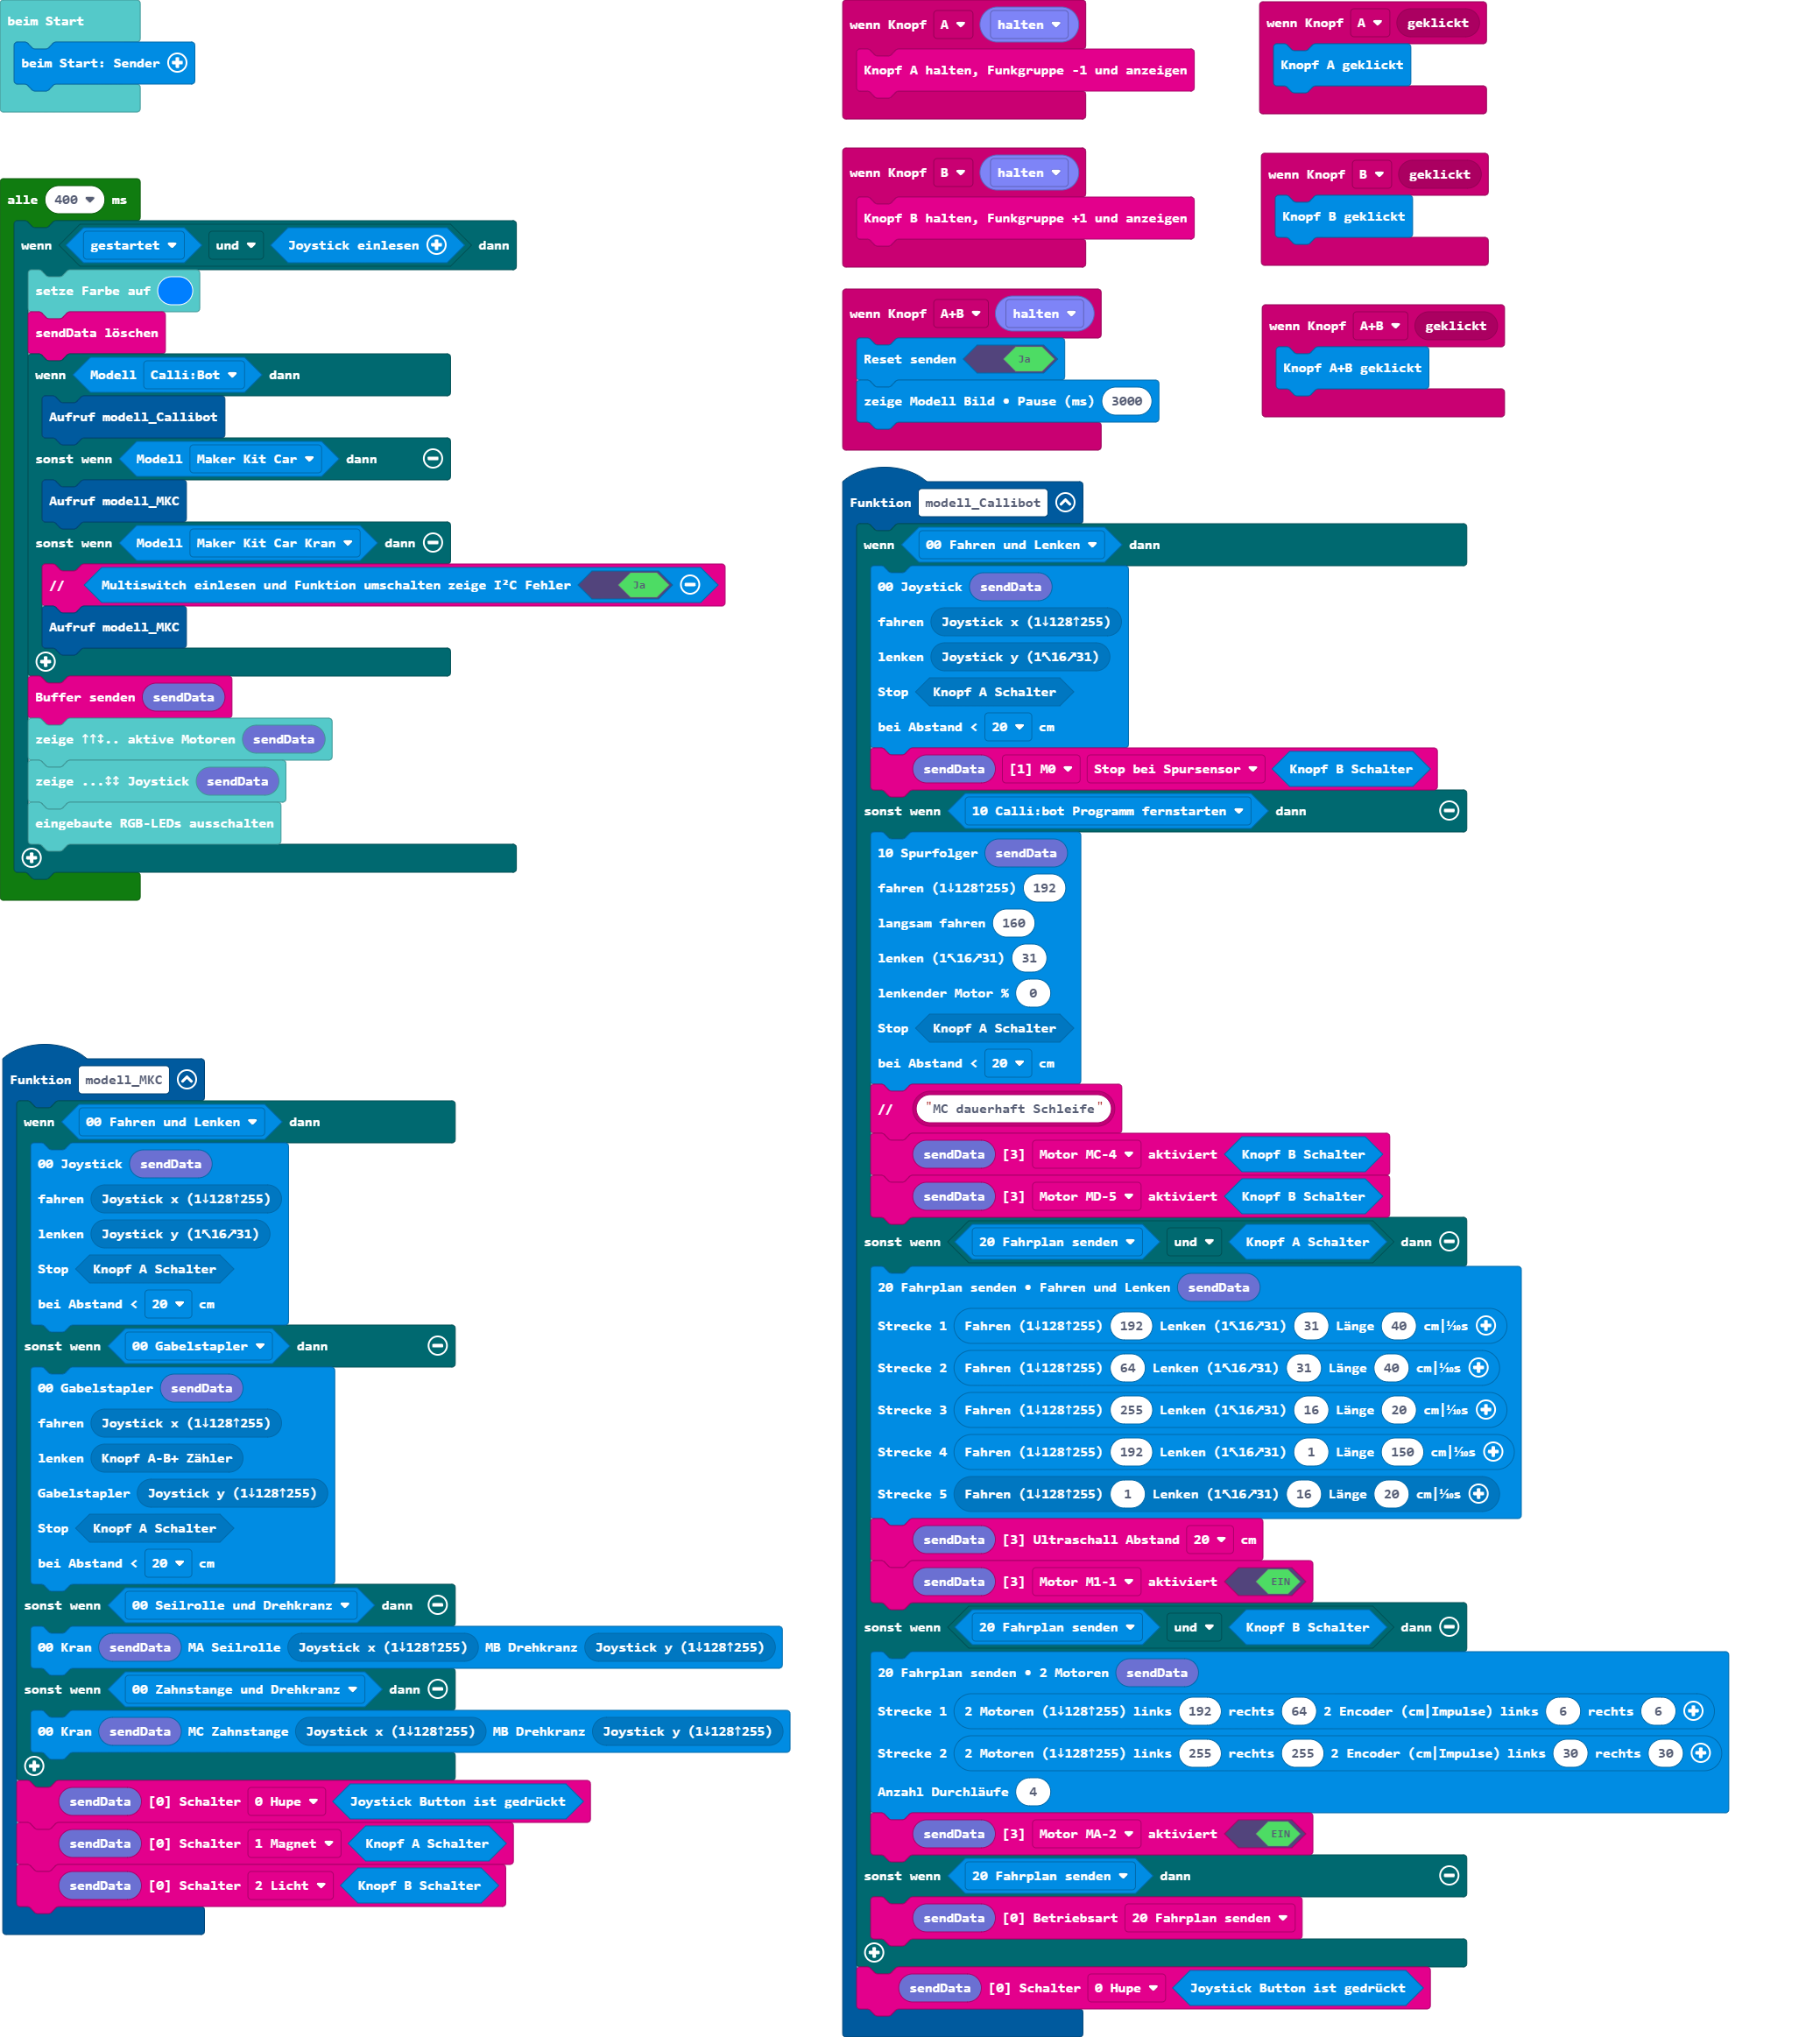 beim Start
beim Start: Sender
alle 400 ms
wenn gestartet und Joystick einlesen dann
setze Farbe auf
sendData löschen
wenn Modell Calli:Bot dann
Aufruf modell_Callibot
sonst wenn Modell Maker Kit Car dann
Aufruf modell_MKC
sonst wenn Modell Maker Kit Car Kran dann
// Multiswitch einlesen und Funktion umschalten zeige I²C Fehler Ja
Aufruf modell_MKC
Buffer senden sendData
zeige ↑↑↕.. aktive Motoren sendData
zeige ...↕↕ Joystick sendData
eingebaute RGB-LEDs ausschalten
Funktion modell_MKC
wenn 00 Fahren und Lenken dann
00 Joystick sendData
fahren Joystick x (1↓128↑255)
lenken Joystick y (1↖16↗31)
Stop Knopf A Schalter
bei Abstand < 20 cm
sonst wenn 00 Gabelstapler dann
00 Gabelstapler sendData
fahren Joystick x (1↓128↑255)
lenken Knopf A-B+ Zähler
Gabelstapler Joystick y (1↓128↑255)
Stop Knopf A Schalter
bei Abstand < 20 cm
sonst wenn 00 Seilrolle und Drehkranz dann
00 Kran sendData MA Seilrolle Joystick x (1↓128↑255) MB Drehkranz Joystick y (1↓128↑255)
sonst wenn 00 Zahnstange und Drehkranz dann
00 Kran sendData MC Zahnstange Joystick x (1↓128↑255) MB Drehkranz Joystick y (1↓128↑255)
sendData [0] Schalter 0 Hupe Joystick Button ist gedrückt
sendData [0] Schalter 1 Magnet Knopf A Schalter
sendData [0] Schalter 2 Licht Knopf B Schalter
wenn Knopf A halten
Knopf A halten, Funkgruppe -1 und anzeigen
wenn Knopf B halten
Knopf B halten, Funkgruppe +1 und anzeigen
wenn Knopf A+B halten
Reset senden Ja
zeige Modell Bild • Pause (ms) 3000
wenn Knopf A geklickt
Knopf A geklickt
wenn Knopf B geklickt
Knopf B geklickt
wenn Knopf A+B geklickt
Knopf A+B geklickt
Funktion modell_Callibot
wenn 00 Fahren und Lenken dann
00 Joystick sendData
fahren Joystick x (1↓128↑255)
lenken Joystick y (1↖16↗31)
Stop Knopf A Schalter
bei Abstand < 20 cm
sendData [1] M0 Stop bei Spursensor Knopf B Schalter
sonst wenn 10 Calli:bot Programm fernstarten dann
10 Spurfolger sendData
fahren (1↓128↑255) 192
langsam fahren 160
lenken (1↖16↗31) 31
lenkender Motor % 0
Stop Knopf A Schalter
bei Abstand < 20 cm
// "MC dauerhaft Schleife"
sendData [3] Motor MC-4 aktiviert Knopf B Schalter
sendData [3] Motor MD-5 aktiviert Knopf B Schalter
sonst wenn 20 Fahrplan senden und Knopf A Schalter dann
20 Fahrplan senden • Fahren und Lenken sendData
Strecke 1 Fahren (1↓128↑255) 192 Lenken (1↖16↗31) 31 Länge 40 cm|⅒s
Strecke 2 Fahren (1↓128↑255) 64 Lenken (1↖16↗31) 31 Länge 40 cm|⅒s
Strecke 3 Fahren (1↓128↑255) 255 Lenken (1↖16↗31) 16 Länge 20 cm|⅒s
Strecke 4 Fahren (1↓128↑255) 192 Lenken (1↖16↗31) 1 Länge 150 cm|⅒s
Strecke 5 Fahren (1↓128↑255) 1 Lenken (1↖16↗31) 16 Länge 20 cm|⅒s
sendData [3] Ultraschall Abstand 20 cm
sendData [3] Motor M1-1 aktiviert EIN
sonst wenn 20 Fahrplan senden und Knopf B Schalter dann
20 Fahrplan senden • 2 Motoren sendData
Strecke 1 2 Motoren (1↓128↑255) links 192 rechts 64 2 Encoder (cm|Impulse) links 6 rechts 6
Strecke 2 2 Motoren (1↓128↑255) links 255 rechts 255 2 Encoder (cm|Impulse) links 30 rechts 30
Anzahl Durchläufe 4
sendData [3] Motor MA-2 aktiviert EIN
sonst wenn 20 Fahrplan senden dann
sendData [0] Betriebsart 20 Fahrplan senden
sendData [0] Schalter 0 Hupe Joystick Button ist gedrückt